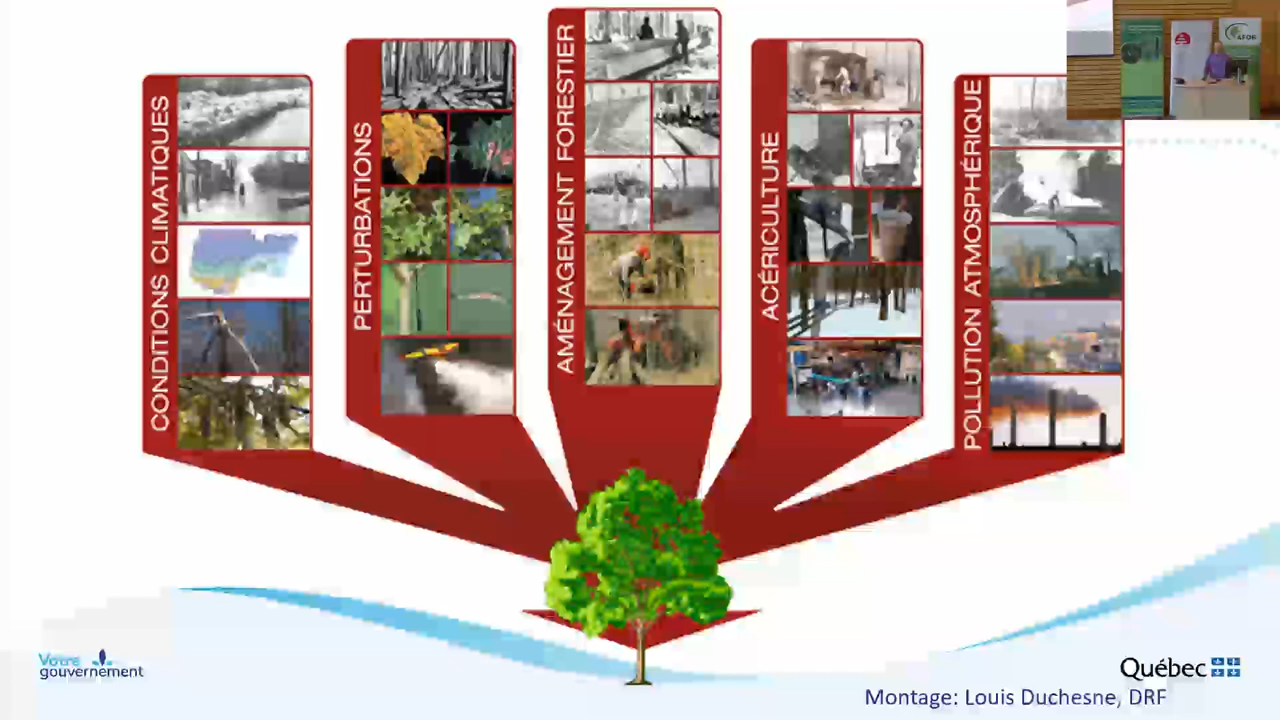 CONDITIONS CLIMATIQUES
PERTURBATIONS
AMÉNAGEMENT FORESTIER
ACÉRICULTURE
POLLUTION ATMOSPHÉRIQUE
Votre
gouvernement
Québec
Montage: Louis Duchesne, DRF